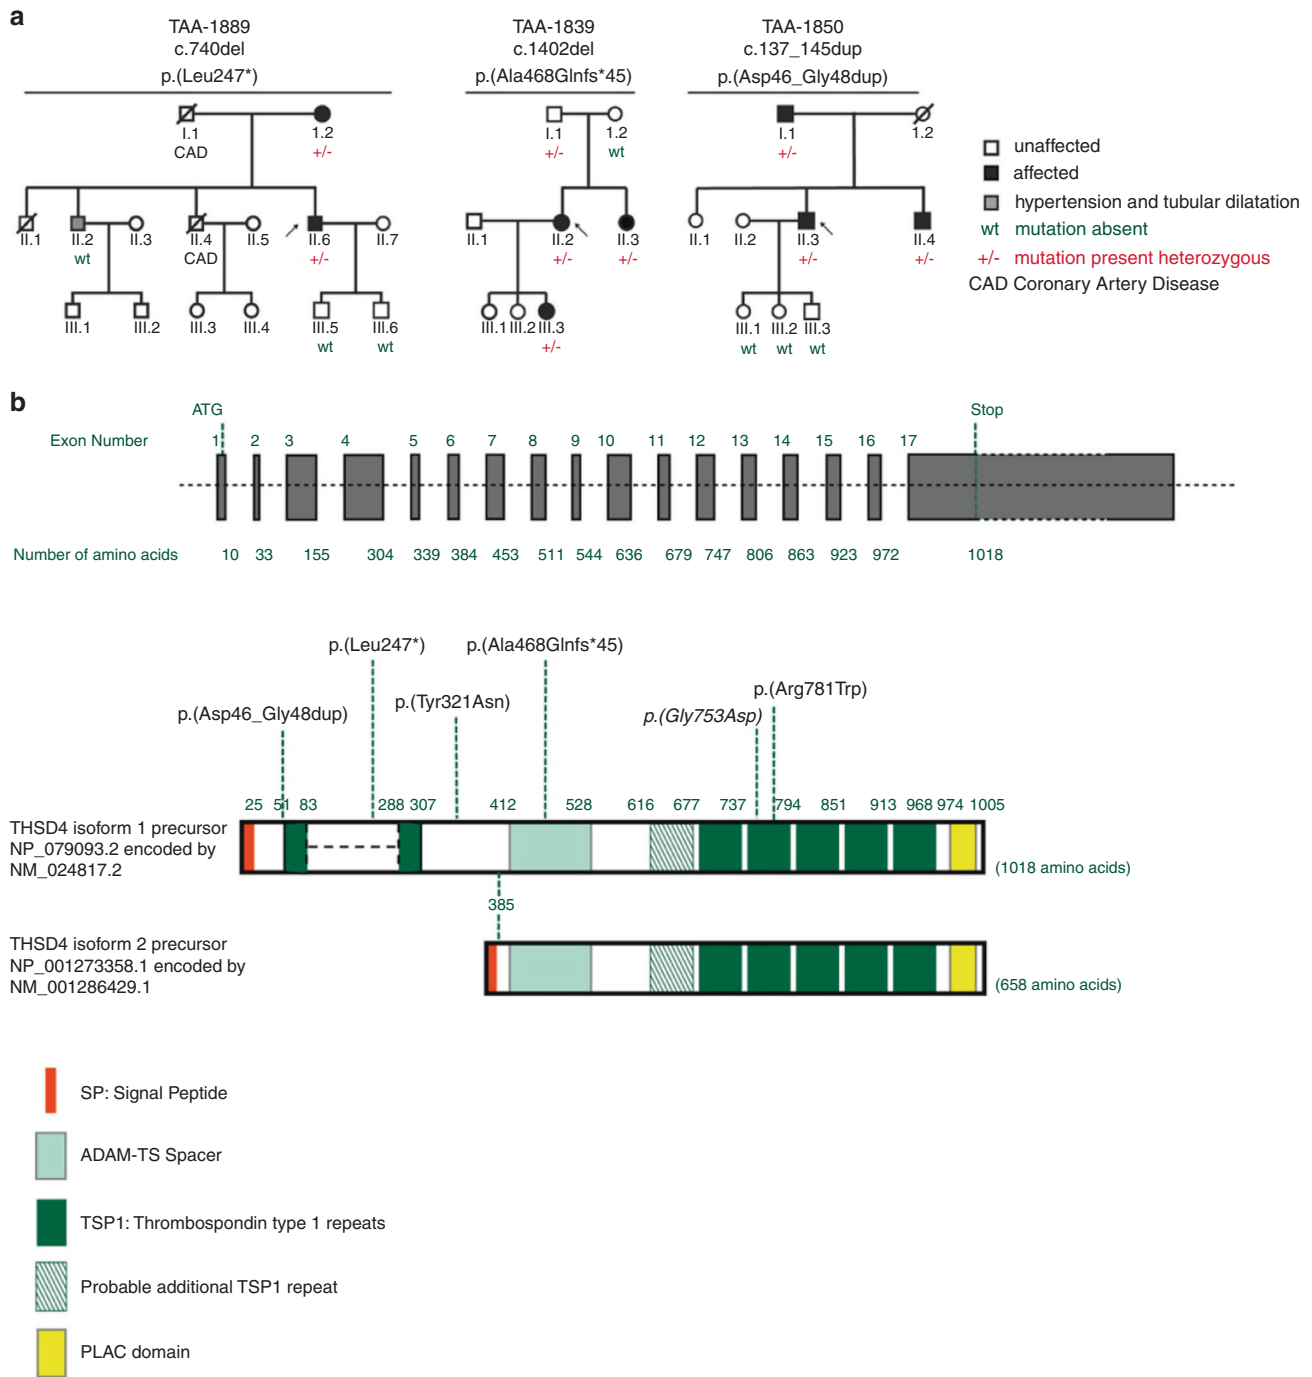 a
TAA-1889
c.740del
p.(Leu247*)
TAA-1839
c.1402del
p.(Ala468Glnfs*45)
TAA-1850
c.137_145dup
p.(Asp46_Gly48dup)
I.1
CAD
1.2
+/-
II.1
II.2
wt
II.3
II.4
CAD
II.5
II.6
+/-
II.7
III.1
III.2
III.3
III.4
III.5
wt
III.6
wt
I.1
+/-
1.2
wt
II.1
II.2
+/-
II.3
+/-
III.1
III.2
III.3
+/-
I.1
+/-
1.2
II.1
II.2
II.3
+/-
II.4
+/-
III.1
wt
III.2
wt
III.3
wt
unaffected
affected
hypertension and tubular dilatation
wt mutation absent
+/- mutation present heterozygous
CAD Coronary Artery Disease
b
ATG
Stop
Exon Number 1 2 3 4 5 6 7 8 9 10 11 12 13 14 15 16 17
Number of amino acids 10 33 155 304 339 384 453 511 544 636 679 747 806 863 923 972 1018
p.(Leu247*)
p.(Ala468Glnfs*45)
p.(Asp46_Gly48dup)
p.(Tyr321Asn)
p.(Gly753Asp)
p.(Arg781Trp)
25 51 83 288 307 412 528 616 677 737 794 851 913 968 974 1005
THSD4 isoform 1 precursor
NP_079093.2 encoded by
NM_024817.2
(1018 amino acids)
385
THSD4 isoform 2 precursor
NP_001273358.1 encoded by
NM_001286429.1
(658 amino acids)
SP: Signal Peptide
ADAM-TS Spacer
TSP1: Thrombospondin type 1 repeats
Probable additional TSP1 repeat
PLAC domain